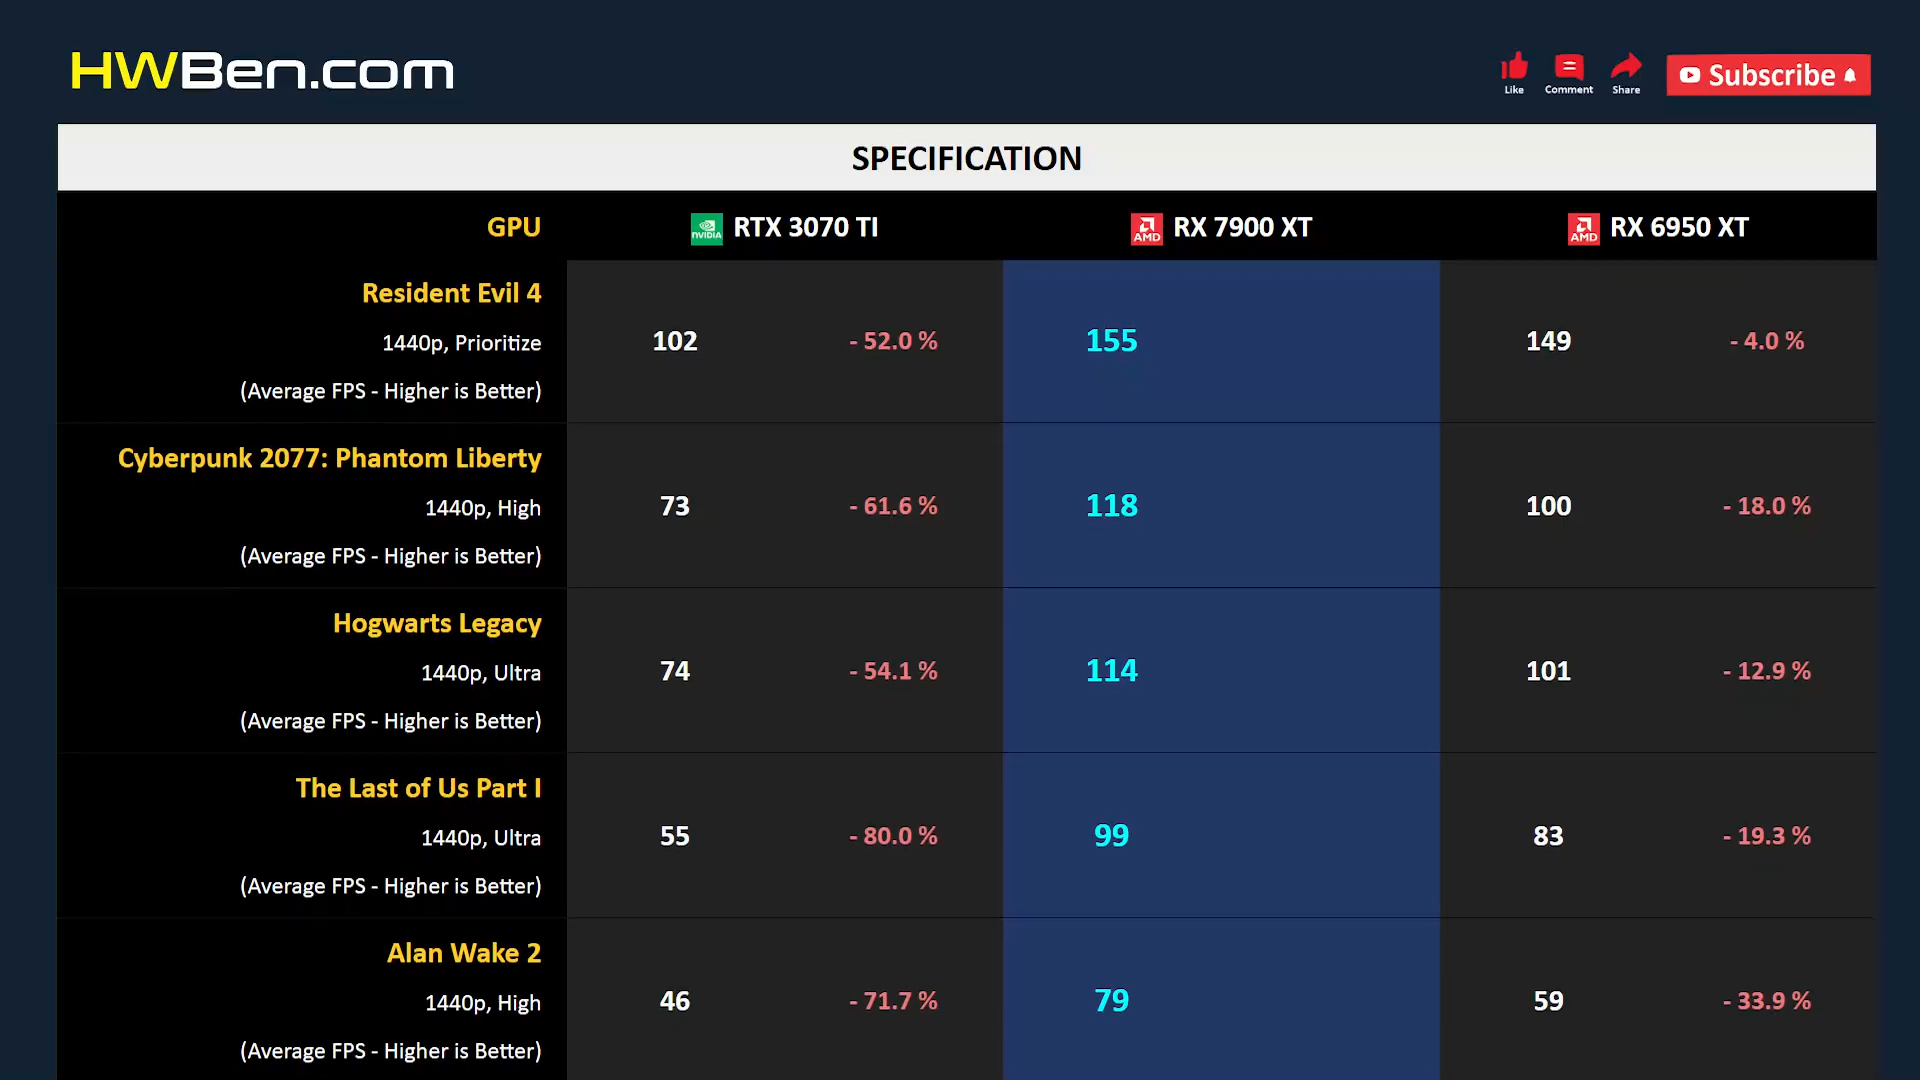 HWBen.com
Like
Comment
Share
Subscribe
SPECIFICATION
GPU
NVIDIA RTX 3070 TI
AMD RX 7900 XT
AMD RX 6950 XT
Resident Evil 4
1440p, Prioritize
(Average FPS - Higher is Better)
102 - 52.0 % 155 149 - 4.0 %
Cyberpunk 2077: Phantom Liberty
1440p, High
(Average FPS - Higher is Better)
73 - 61.6 % 118 100 - 18.0 %
Hogwarts Legacy
1440p, Ultra
(Average FPS - Higher is Better)
74 - 54.1 % 114 101 - 12.9 %
The Last of Us Part I
1440p, Ultra
(Average FPS - Higher is Better)
55 - 80.0 % 99 83 - 19.3 %
Alan Wake 2
1440p, High
(Average FPS - Higher is Better)
46 - 71.7 % 79 59 - 33.9 %